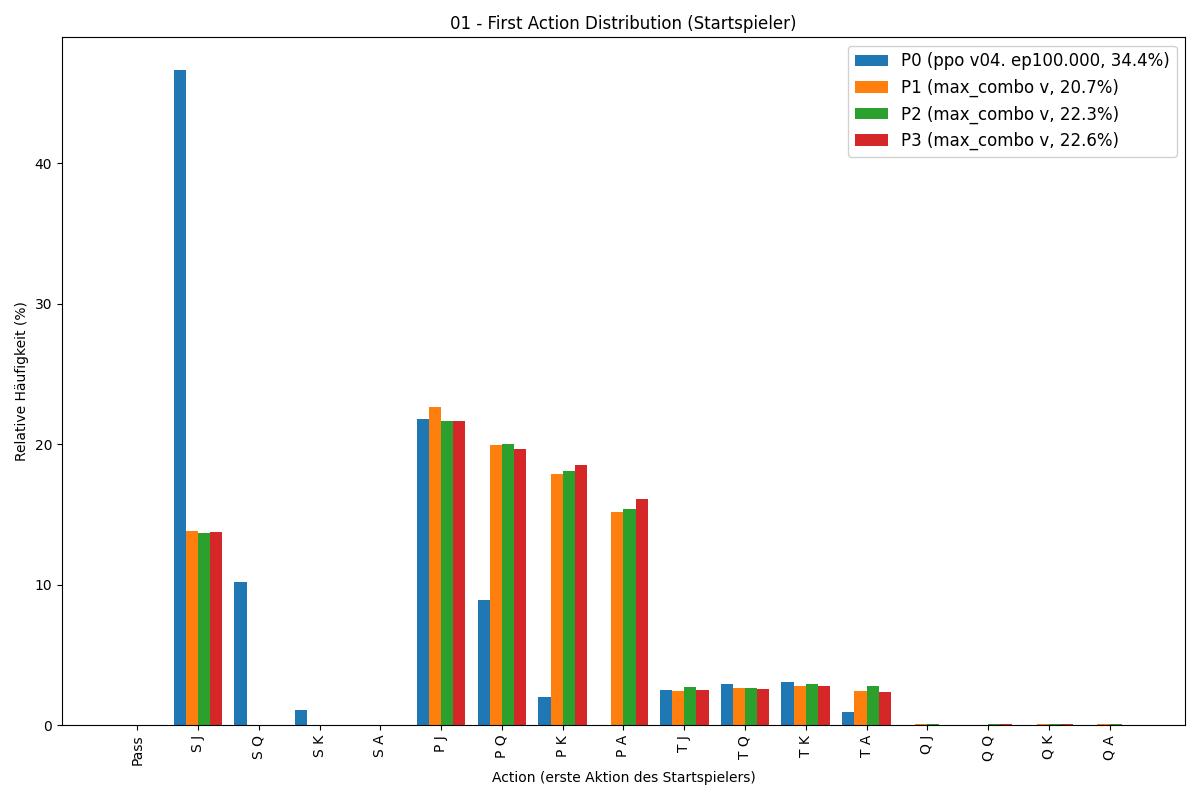 01 - First Action Distribution (Startspieler)
P0 (ppo v04. ep100.000, 34.4%)
P1 (max_combo v, 20.7%)
P2 (max_combo v, 22.3%)
P3 (max_combo v, 22.6%)
Relative Häufigkeit (%)
40
30
20
10
0
Pass
S J
S Q
S K
S A
P J
P Q
P K
P A
T J
T Q
T K
T A
Q J
Q Q
Q K
Q A
Action (erste Aktion des Startspielers)